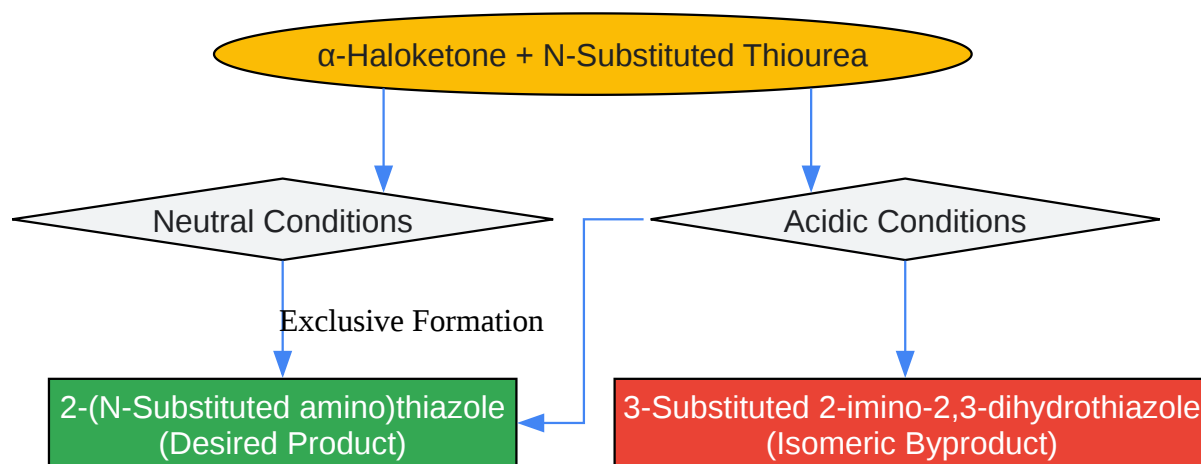 α-Haloketone + N-Substituted Thiourea
Neutral Conditions
Acidic Conditions
Exclusive Formation
2-(N-Substituted amino)thiazole
(Desired Product)
3-Substituted 2-imino-2,3-dihydrothiazole
(Isomeric Byproduct)